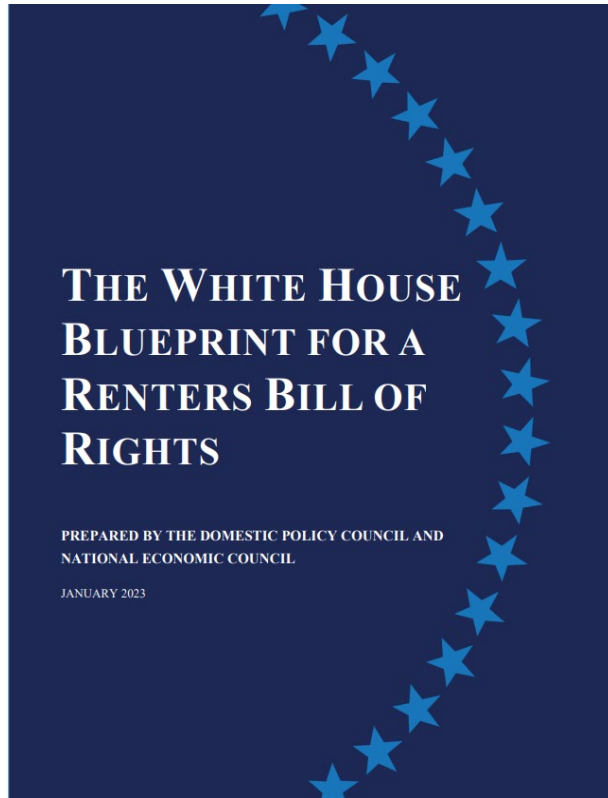 THE WHITE HOUSE
BLUEPRINT FOR A
RENTERS BILL OF
RIGHTS
PREPARED BY THE DOMESTIC POLICY COUNCIL AND
NATIONAL ECONOMIC COUNCIL
JANUARY 2023